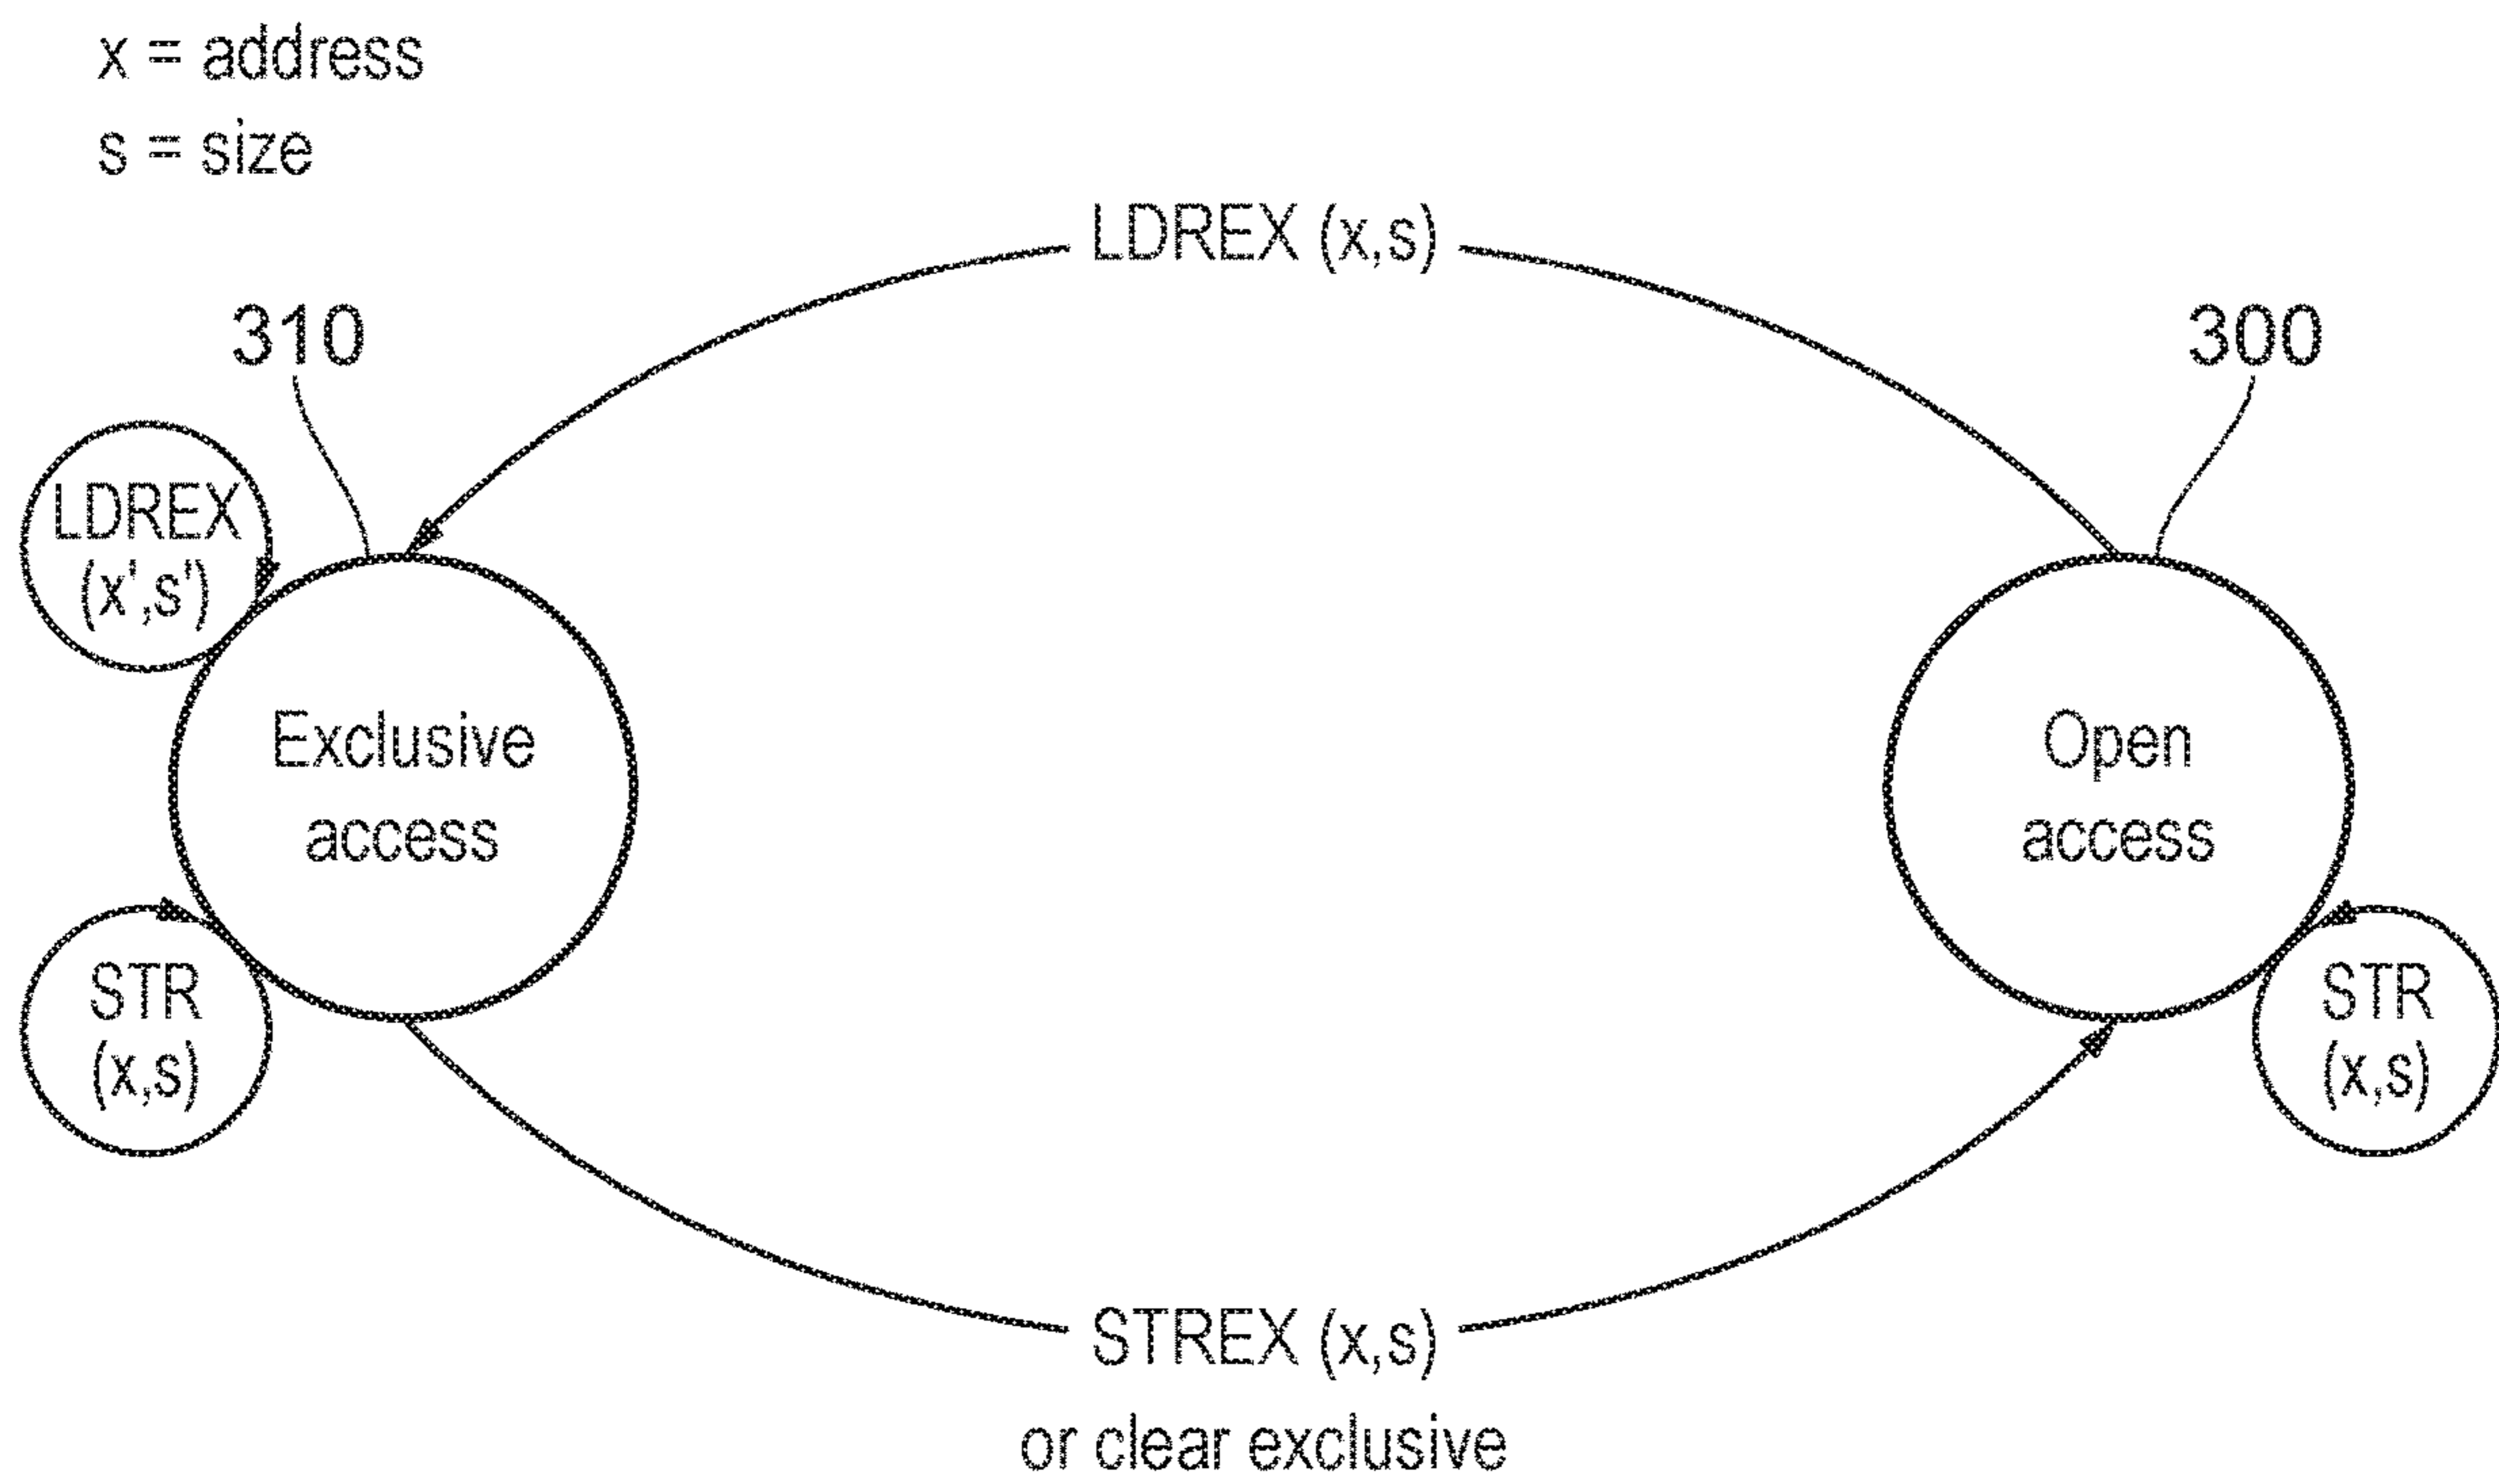 x = address
s = size
LDREX (x,s)
310
300
LDREX
(x',s')
Exclusive
access
Open
access
STR
(x,s)
STR
(x,s)
STREX (x,s)
or clear exclusive